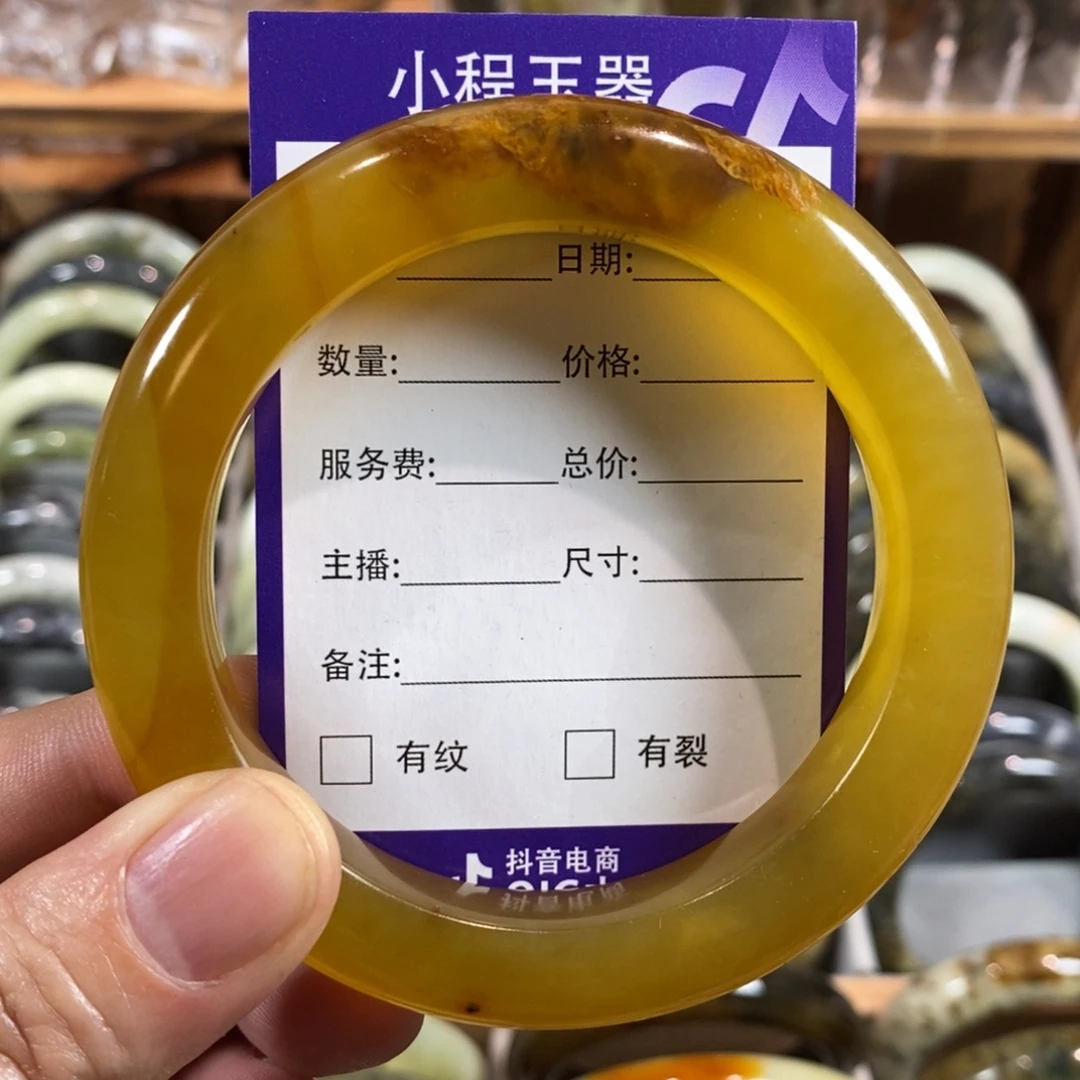 小程玉器
日期:
数量: 价格:
服务费: 总价:
主播: 尺寸:
备注:
有纹 有裂
抖音电商